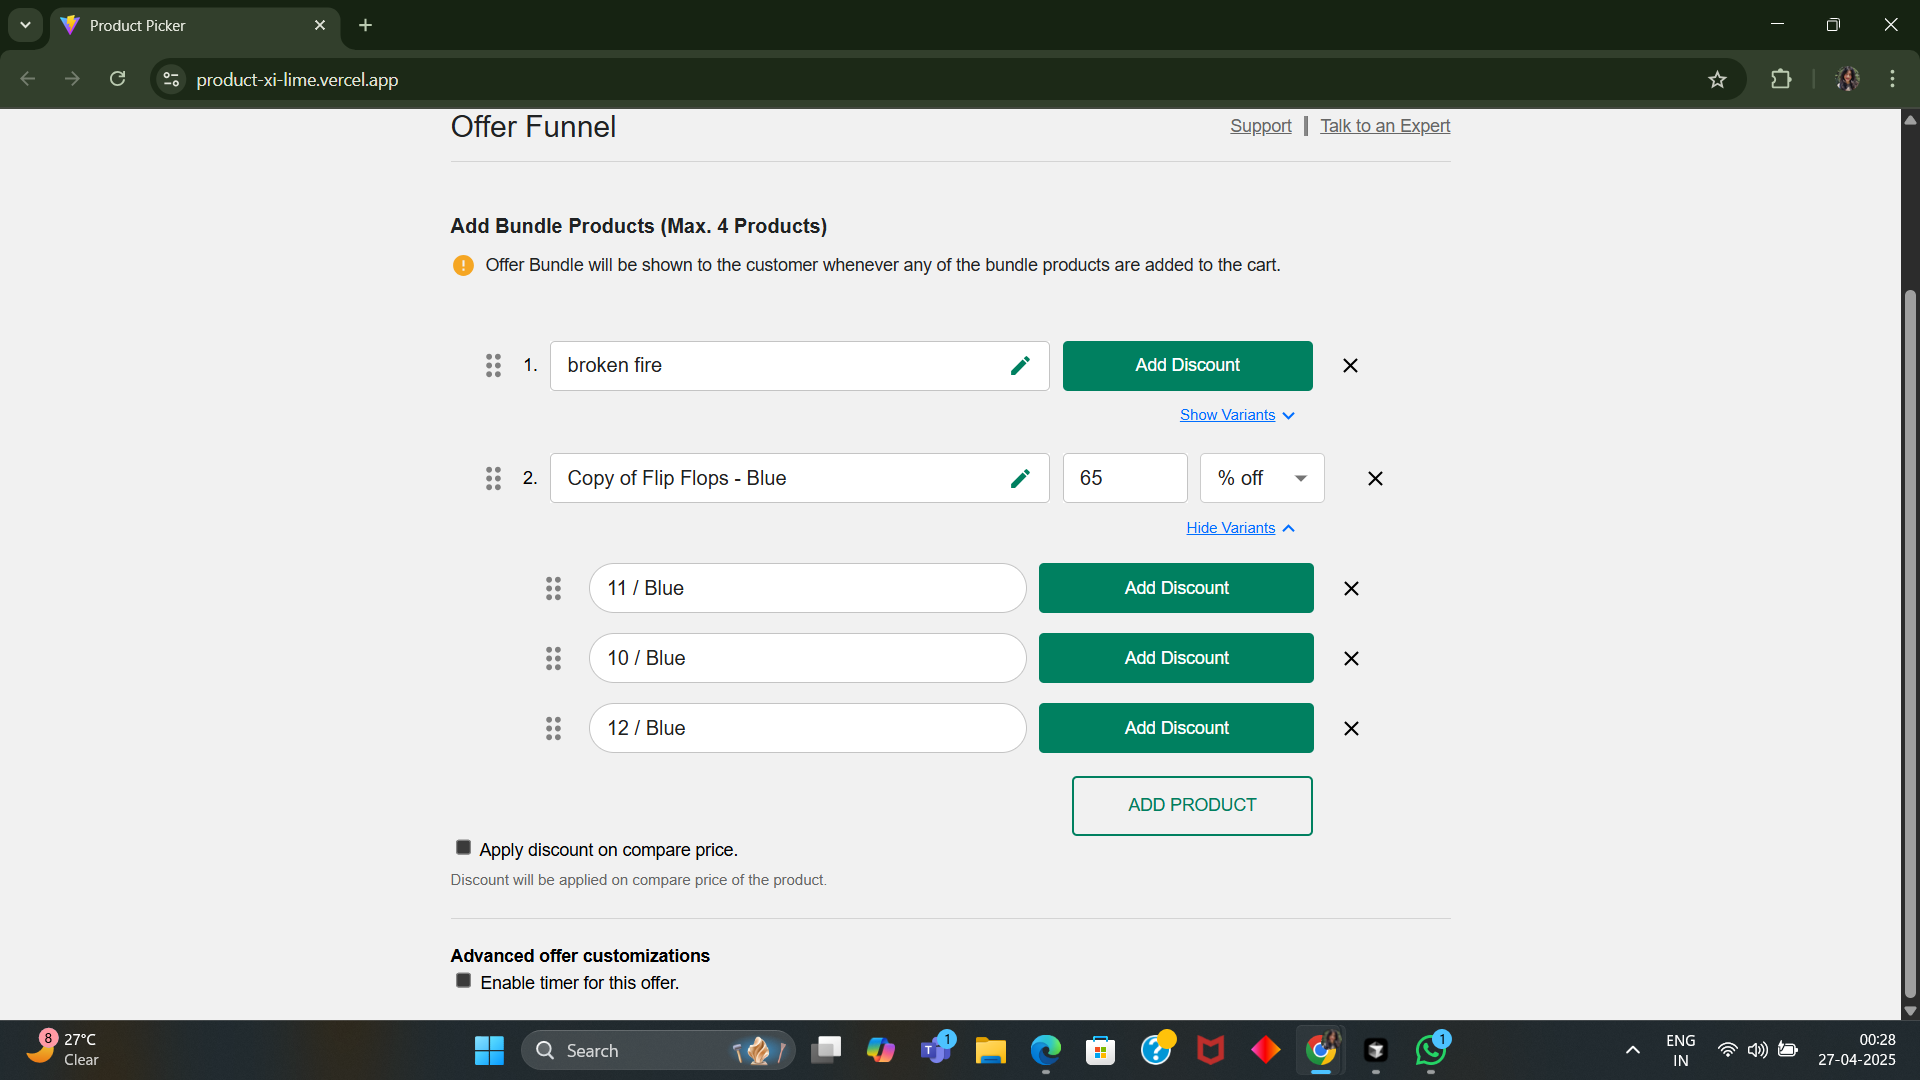 Product Picker
product-xi-lime.vercel.app
Offer Funnel
Support | Talk to an Expert
Add Bundle Products (Max. 4 Products)
! Offer Bundle will be shown to the customer whenever any of the bundle products are added to the cart.
1. broken fire Add Discount
Show Variants
2. Copy of Flip Flops - Blue 65 % off
Hide Variants
11 / Blue Add Discount
10 / Blue Add Discount
12 / Blue Add Discount
ADD PRODUCT
Apply discount on compare price.
Discount will be applied on compare price of the product.
Advanced offer customizations
Enable timer for this offer.
8 27°C
Clear
Search
T 1
?
1
ENG
IN
00:28
27-04-2025